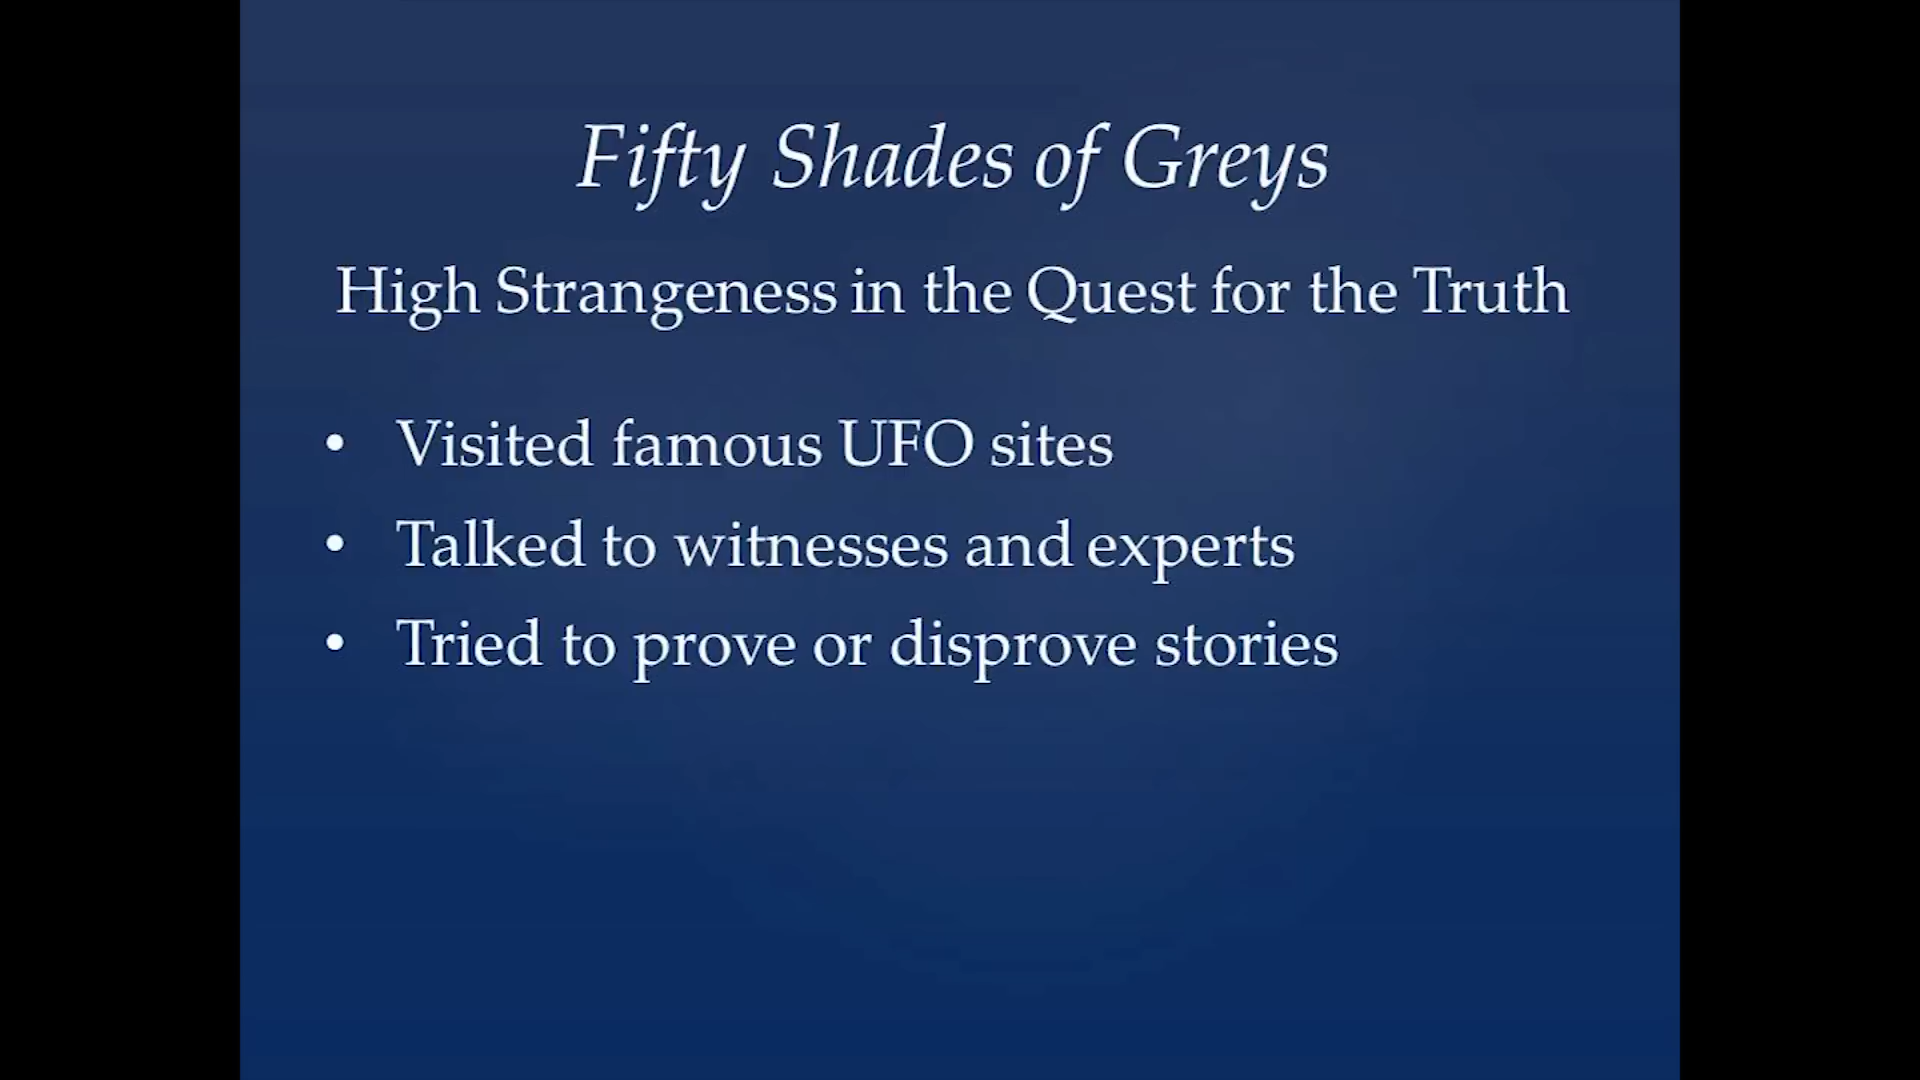 Fifty Shades of Greys
High Strangeness in the Quest for the Truth
• Visited famous UFO sites
• Talked to witnesses and experts
• Tried to prove or disprove stories